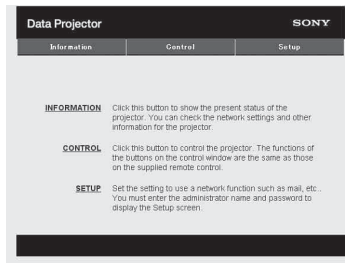 Data Projector
SONY
Information Control Setup
INFORMATION Click this button to show the present status of the
projector. You can check the network settings and other
information for the projector.
CONTROL Click this button to control the projector. The functions of
the buttons on the control window are the same as those
on the supplied remote control.
SETUP Set the setting to use a network function such as mail, etc..
You must enter the administrator name and password to
display the Setup screen.